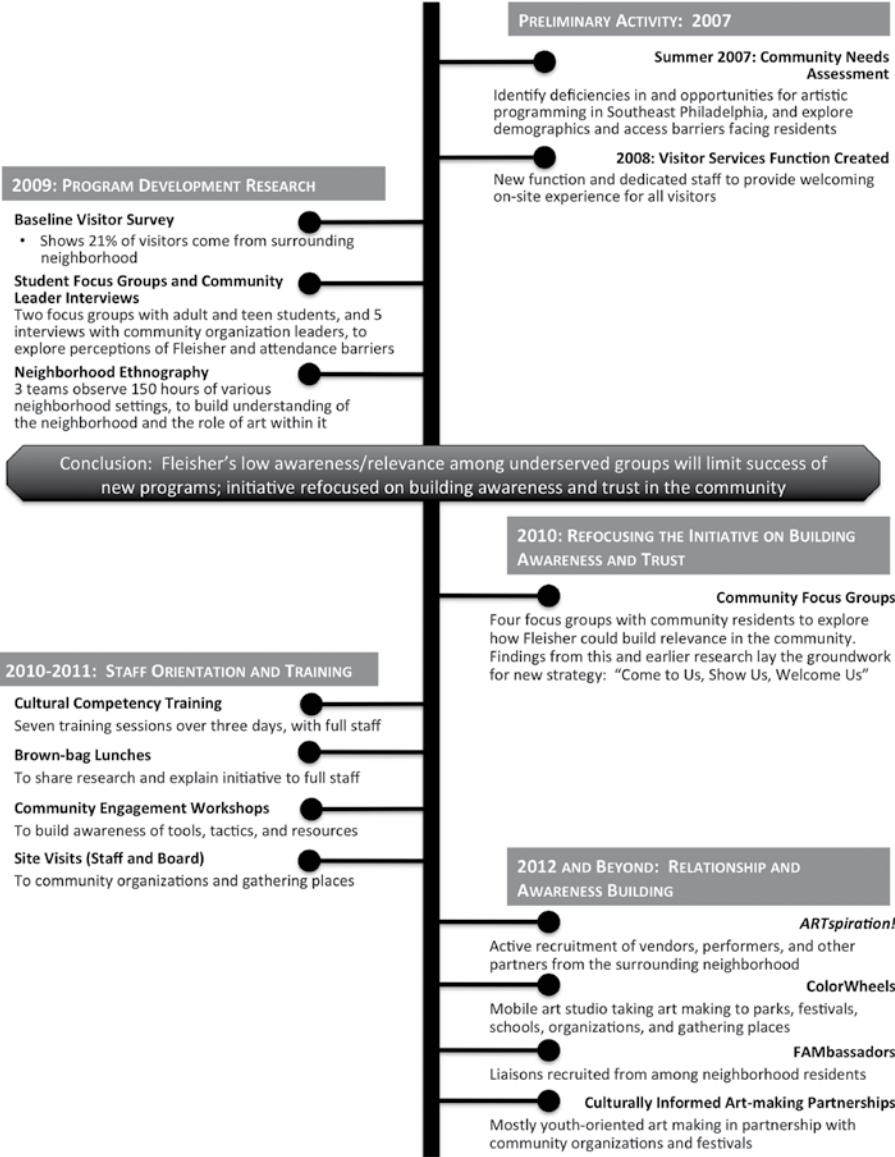 PRELIMINARY ACTIVITY: 2007
Summer 2007: Community Needs
Assessment
Identify deficiencies in and opportunities for artistic
programming in Southeast Philadelphia, and explore
demographics and access barriers facing residents
2008: Visitor Services Function Created
New function and dedicated staff to provide welcoming
on-site experience for all visitors
2009: PROGRAM DEVELOPMENT RESEARCH
Baseline Visitor Survey
• Shows 21% of visitors come from surrounding
neighborhood
Student Focus Groups and Community
Leader Interviews
Two focus groups with adult and teen students, and 5
interviews with community organization leaders, to
explore perceptions of Fleisher and attendance barriers
Neighborhood Ethnography
3 teams observe 150 hours of various
neighborhood settings, to build understanding of
the neighborhood and the role of art within it
Conclusion: Fleisher's low awareness/relevance among underserved groups will limit success of
new programs; initiative refocused on building awareness and trust in the community
2010: REFOCUSING THE INITIATIVE ON BUILDING
AWARENESS AND TRUST
Community Focus Groups
Four focus groups with community residents to explore
how Fleisher could build relevance in the community.
Findings from this and earlier research lay the groundwork
for new strategy: “Come to Us, Show Us, Welcome Us”
2010-2011: STAFF ORIENTATION AND TRAINING
Cultural Competency Training
Seven training sessions over three days, with full staff
Brown-bag Lunches
To share research and explain initiative to full staff
Community Engagement Workshops
To build awareness of tools, tactics, and resources
Site Visits (Staff and Board)
To community organizations and gathering places
2012 AND BEYOND: RELATIONSHIP AND
AWARENESS BUILDING
ARTspiration!
Active recruitment of vendors, performers, and other
partners from the surrounding neighborhood
ColorWheels
Mobile art studio taking art making to parks, festivals,
schools, organizations, and gathering places
FAMbassadors
Liaisons recruited from among neighborhood residents
Culturally Informed Art-making Partnerships
Mostly youth-oriented art making in partnership with
community organizations and festivals